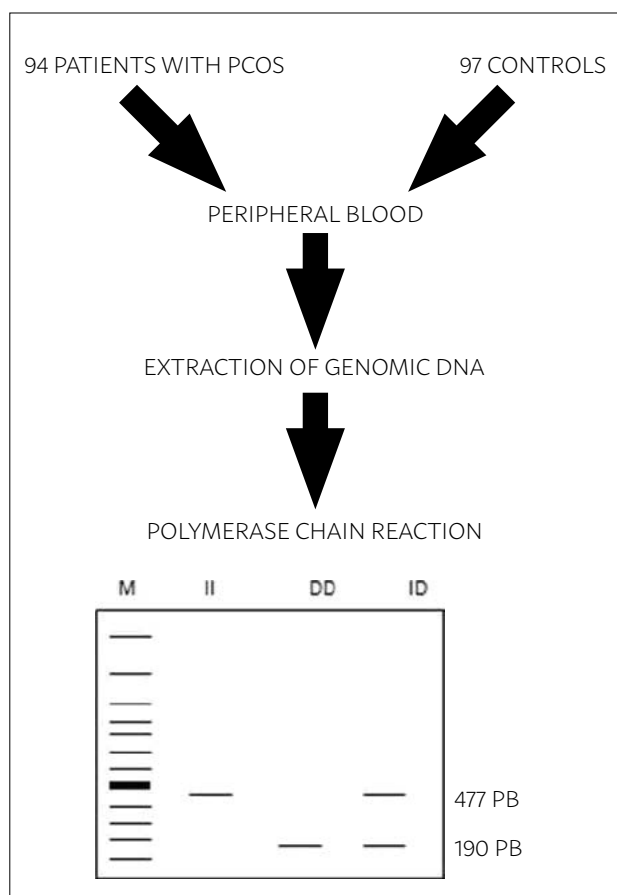 94 PATIENTS WITH PCOS
97 CONTROLS
PERIPHERAL BLOOD
EXTRACTION OF GENOMIC DNA
POLYMERASE CHAIN REACTION
M II DD ID
477 PB
190 PB